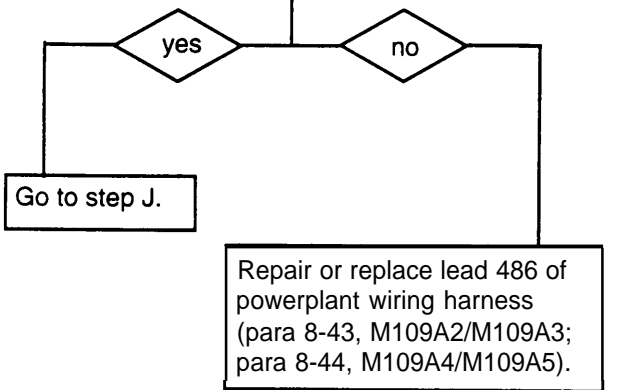 yes
no
Go to step J.
Repair or replace lead 486 of
powerplant wiring harness
(para 8-43, M109A2/M109A3;
para 8-44, M109A4/M109A5).